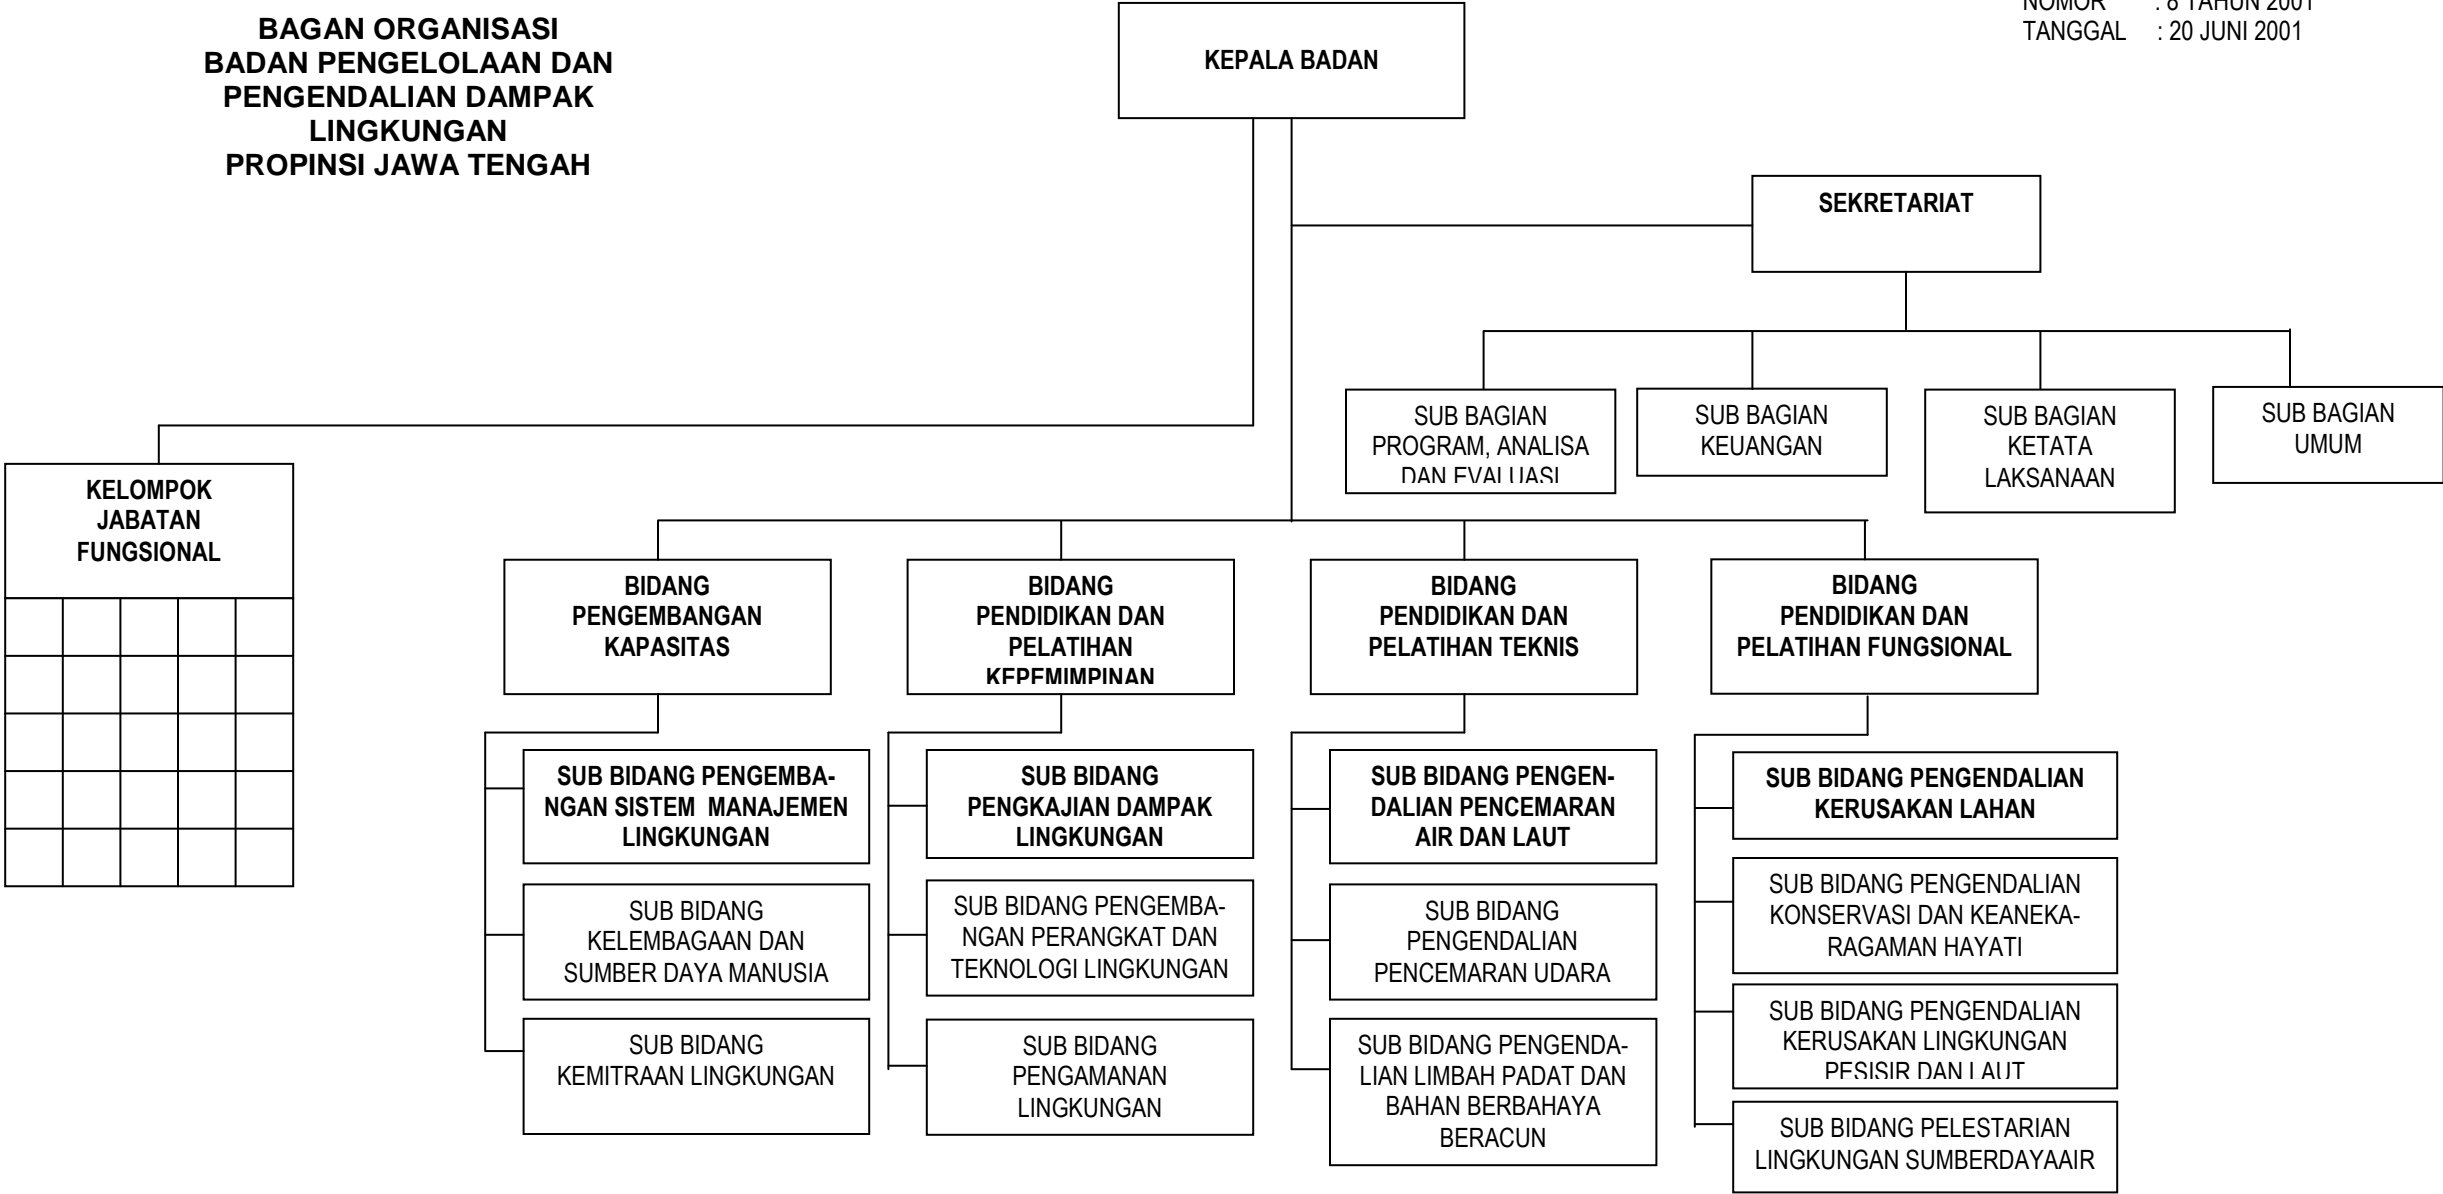 BAGAN ORGANISASI
BADAN PENGELOLAAN DAN
PENGENDALIAN DAMPAK
LINGKUNGAN
PROPINSI JAWA TENGAH
NOMOR : 8 TAHUN 2001
TANGGAL : 20 JUNI 2001
KEPALA BADAN
SEKRETARIAT
SUB BAGIAN
PROGRAM, ANALISA
DAN EVALUASI
SUB BAGIAN
KEUANGAN
SUB BAGIAN
KETATA
LAKSANAAN
SUB BAGIAN
UMUM
KELOMPOK
JABATAN
FUNGSIONAL
BIDANG
PENGEMBANGAN
KAPASITAS
BIDANG
PENDIDIKAN DAN
PELATIHAN
KEPEMIMPINAN
BIDANG
PENDIDIKAN DAN
PELATIHAN TEKNIS
BIDANG
PENDIDIKAN DAN
PELATIHAN FUNGSIONAL
SUB BIDANG PENGEMBA-
NGAN SISTEM MANAJEMEN
LINGKUNGAN
SUB BIDANG
KELEMBAGAAN DAN
SUMBER DAYA MANUSIA
SUB BIDANG
KEMITRAAN LINGKUNGAN
SUB BIDANG
PENGKAJIAN DAMPAK
LINGKUNGAN
SUB BIDANG PENGEMBA-
NGAN PERANGKAT DAN
TEKNOLOGI LINGKUNGAN
SUB BIDANG
PENGAMANAN
LINGKUNGAN
SUB BIDANG PENGEN-
DALIAN PENCEMARAN
AIR DAN LAUT
SUB BIDANG
PENGENDALIAN
PENCEMARAN UDARA
SUB BIDANG PENGENDA-
LIAN LIMBAH PADAT DAN
BAHAN BERBAHAYA
BERACUN
SUB BIDANG PENGENDALIAN
KERUSAKAN LAHAN
SUB BIDANG PENGENDALIAN
KONSERVASI DAN KEANEKA-
RAGAMAN HAYATI
SUB BIDANG PENGENDALIAN
KERUSAKAN LINGKUNGAN
PESISIR DAN LAUT
SUB BIDANG PELESTARIAN
LINGKUNGAN SUMBERDAYAAIR